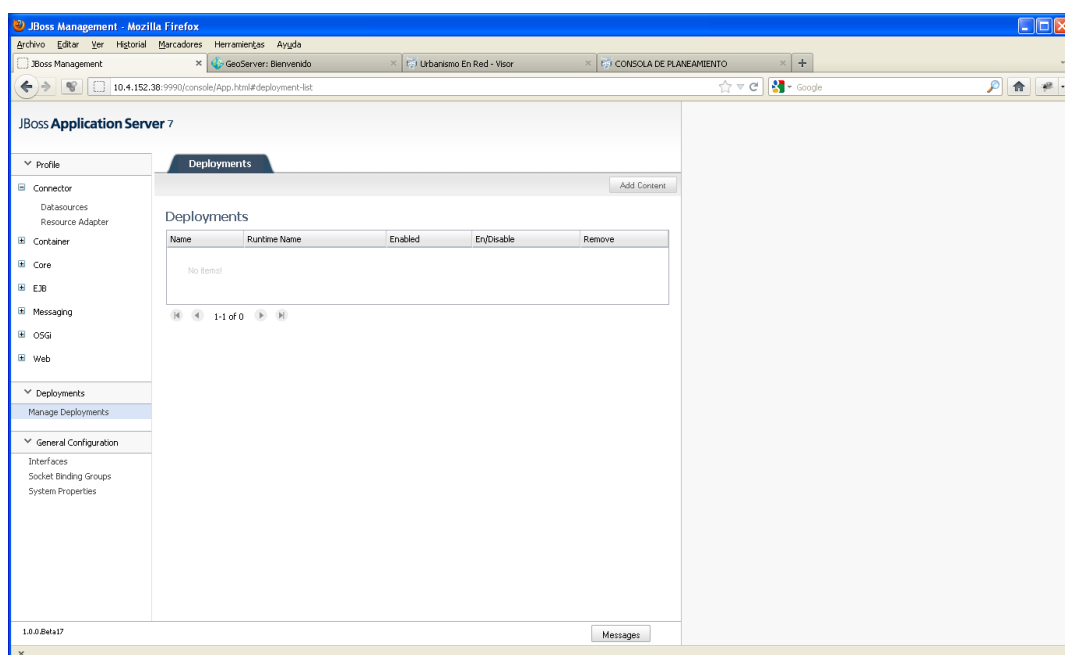 JBoss Management - Mozilla Firefox
Archivo Editar Ver Historial Marcadores Herramientas Ayuda
JBoss Management GeoServer: Bienvenido Urbanismo En Red - Visor CONSOLA DE PLANEAMIENTO
10.4.152.38:9990/console/App.html#deployment-list Google
JBoss Application Server 7
Profile Deployments
Add Content
Connector
Datasources
Resource Adapter
Container
Core
EJB
Messaging
OSGi
Web
Deployments
Manage Deployments
General Configuration
Interfaces
Socket Binding Groups
System Properties
Deployments
Name Runtime Name Enabled En/Disable Remove
No items!
1-1 of 0
1.0.0.Beta17 Messages